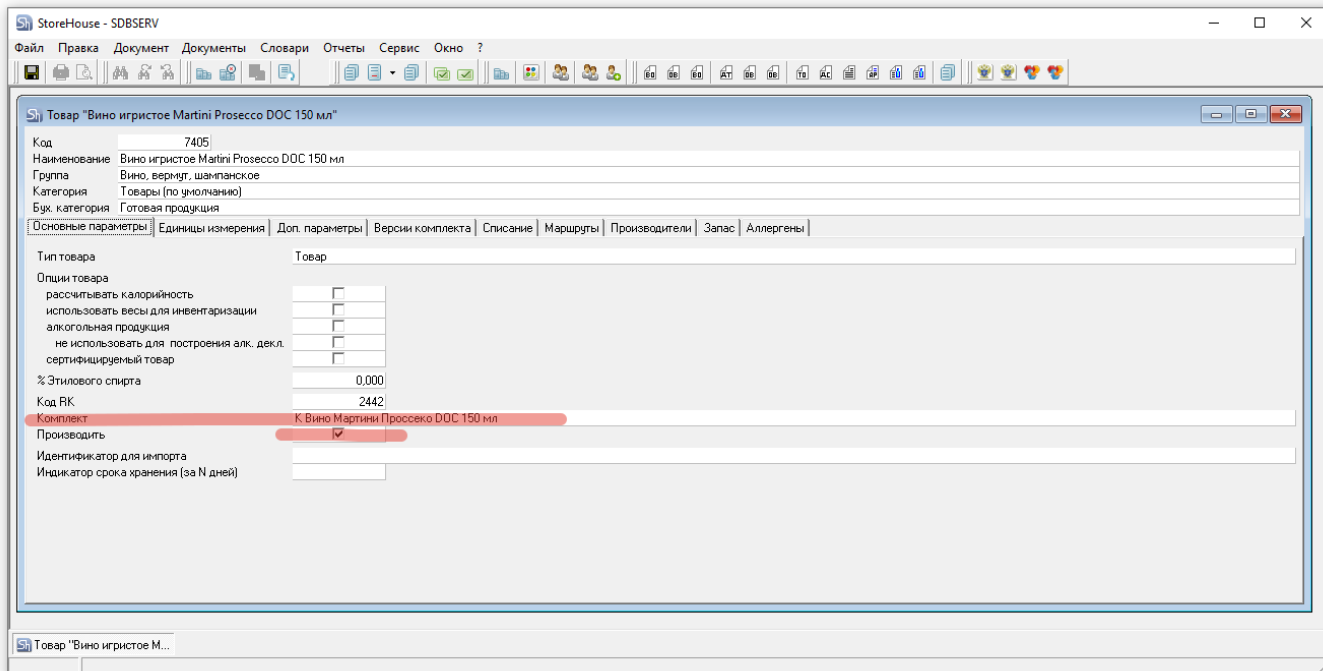 StoreHouse - SDBSERV
Файл Правка Документ Документы Словари Отчеты Сервис Окно ?
Товар "Вино игристое Martini Prosecco DOC 150 мл"
Код 7405
Наименование Вино игристое Martini Prosecco DOC 150 мл
Группа Вино, вермут, шампанское
Категория Товары (по умолчанию)
Бух. категория Готовая продукция
Основные параметры Единицы измерения Доп. параметры Версии комплекта Списание Маршруты Производители Запас Аллергены
Тип товара Товар
Опции товара
рассчитывать калорийность
использовать весы для инвентаризации
алкогольная продукция
не использовать для построения алк. декл.
сертифицируемый товар
% Этилового спирта 0,000
Код RK 2442
Комплект К Вино Мартини Проссеко DOC 150 мл
Производить
Идентификатор для импорта
Индикатор срока хранения (за N дней)
Товар "Вино игристое М...